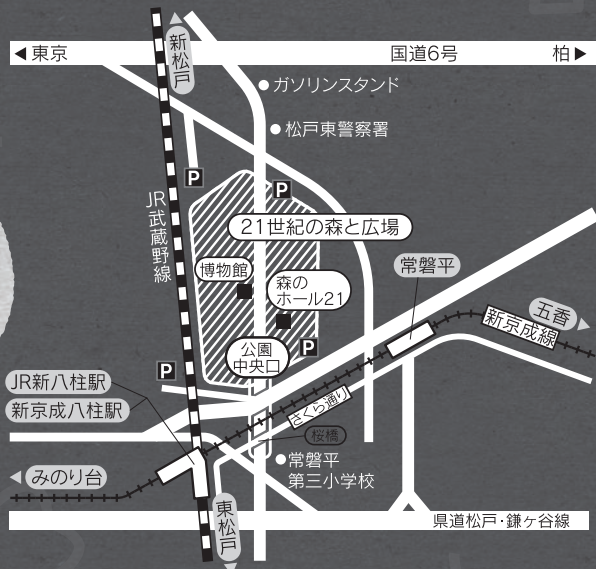 ◀東京
国道6号
柏▶
新松戸
ガソリンスタンド
松戸東警察署
P
P
JR武蔵野線
21世紀の森と広場
博物館
森の
ホール21
常磐平
五香
新京成線
公園
中央口
P
P
JR新八柱駅
新京成八柱駅
さくら通り
桜橋
みのり台
常磐平
第三小学校
東松戸
県道松戸・鎌ヶ谷線